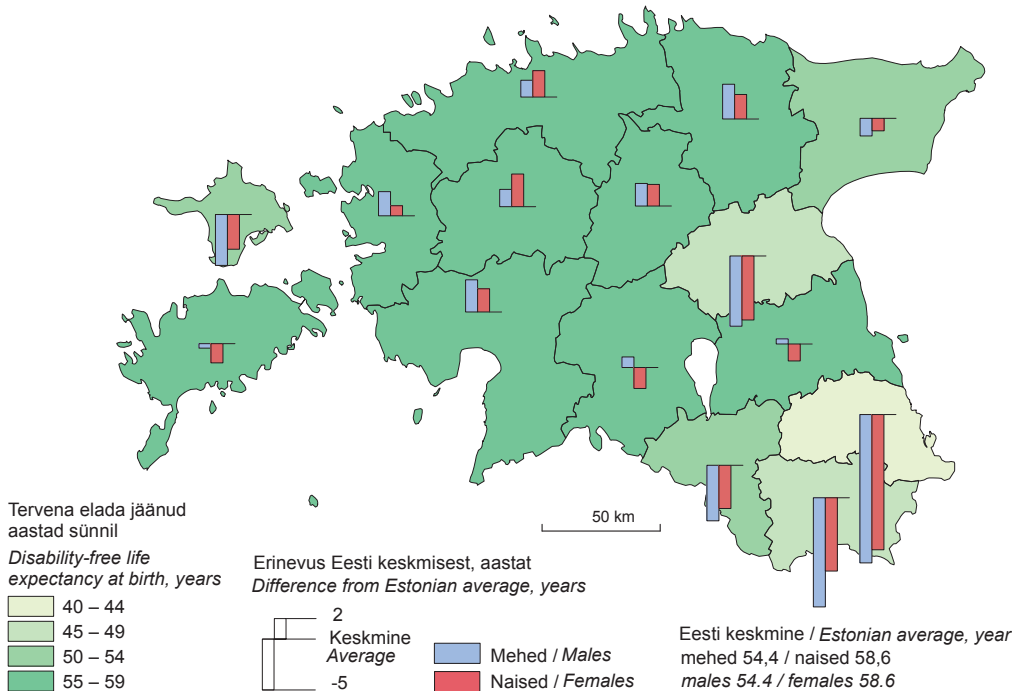 50 km
Tervena elada jäänud
aastad sünnil
Disability-free life
expectancy at birth, years
40 – 44
45 – 49
50 – 54
55 – 59
Erinevus Eesti keskmisest, aastat
Difference from Estonian average, years
2
Keskmine
Average
-5
Mehed / Males
Naised / Females
Eesti keskmine / Estonian average, year
mehed 54,4 / naised 58,6
males 54.4 / females 58.6